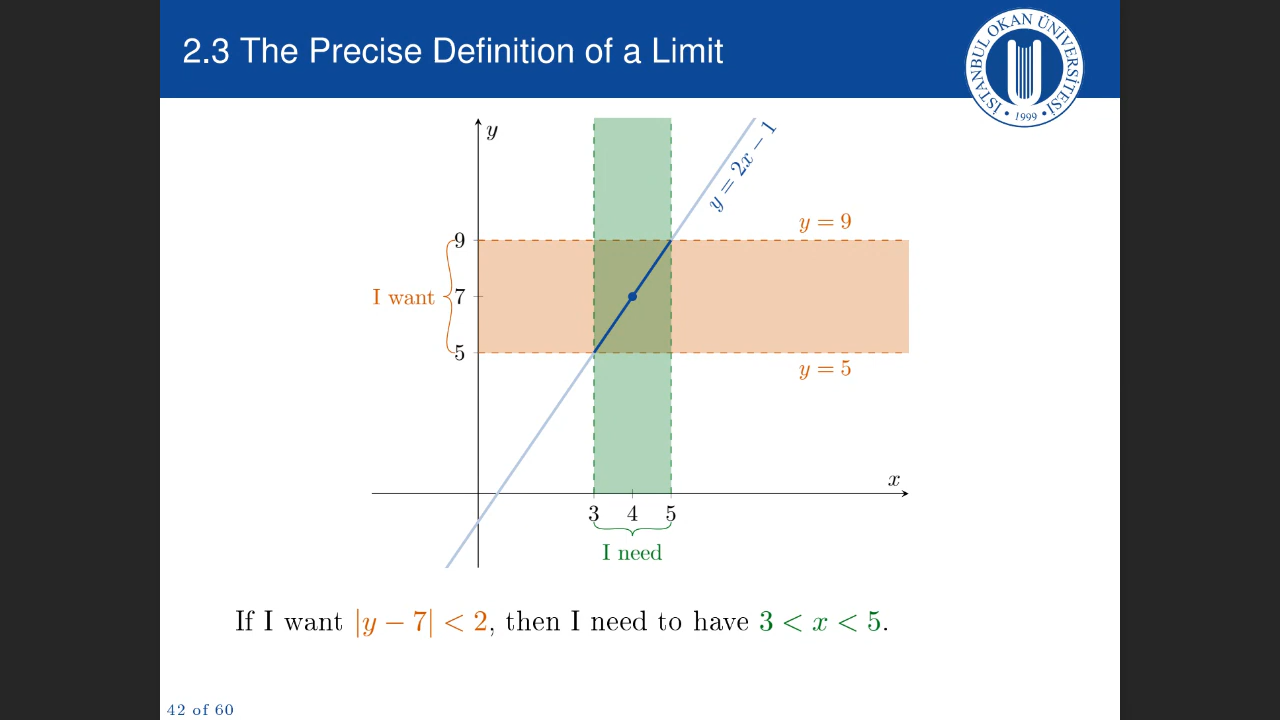 2.3 The Precise Definition of a Limit
İSTANBUL OKAN ÜNİVERSİTESİ
• 1999 •
y
y = 2x − 1
y = 9
9
I want
7
5
y = 5
x
3 4 5
I need
If I want |y − 7| < 2, then I need to have 3 < x < 5.
42 of 60